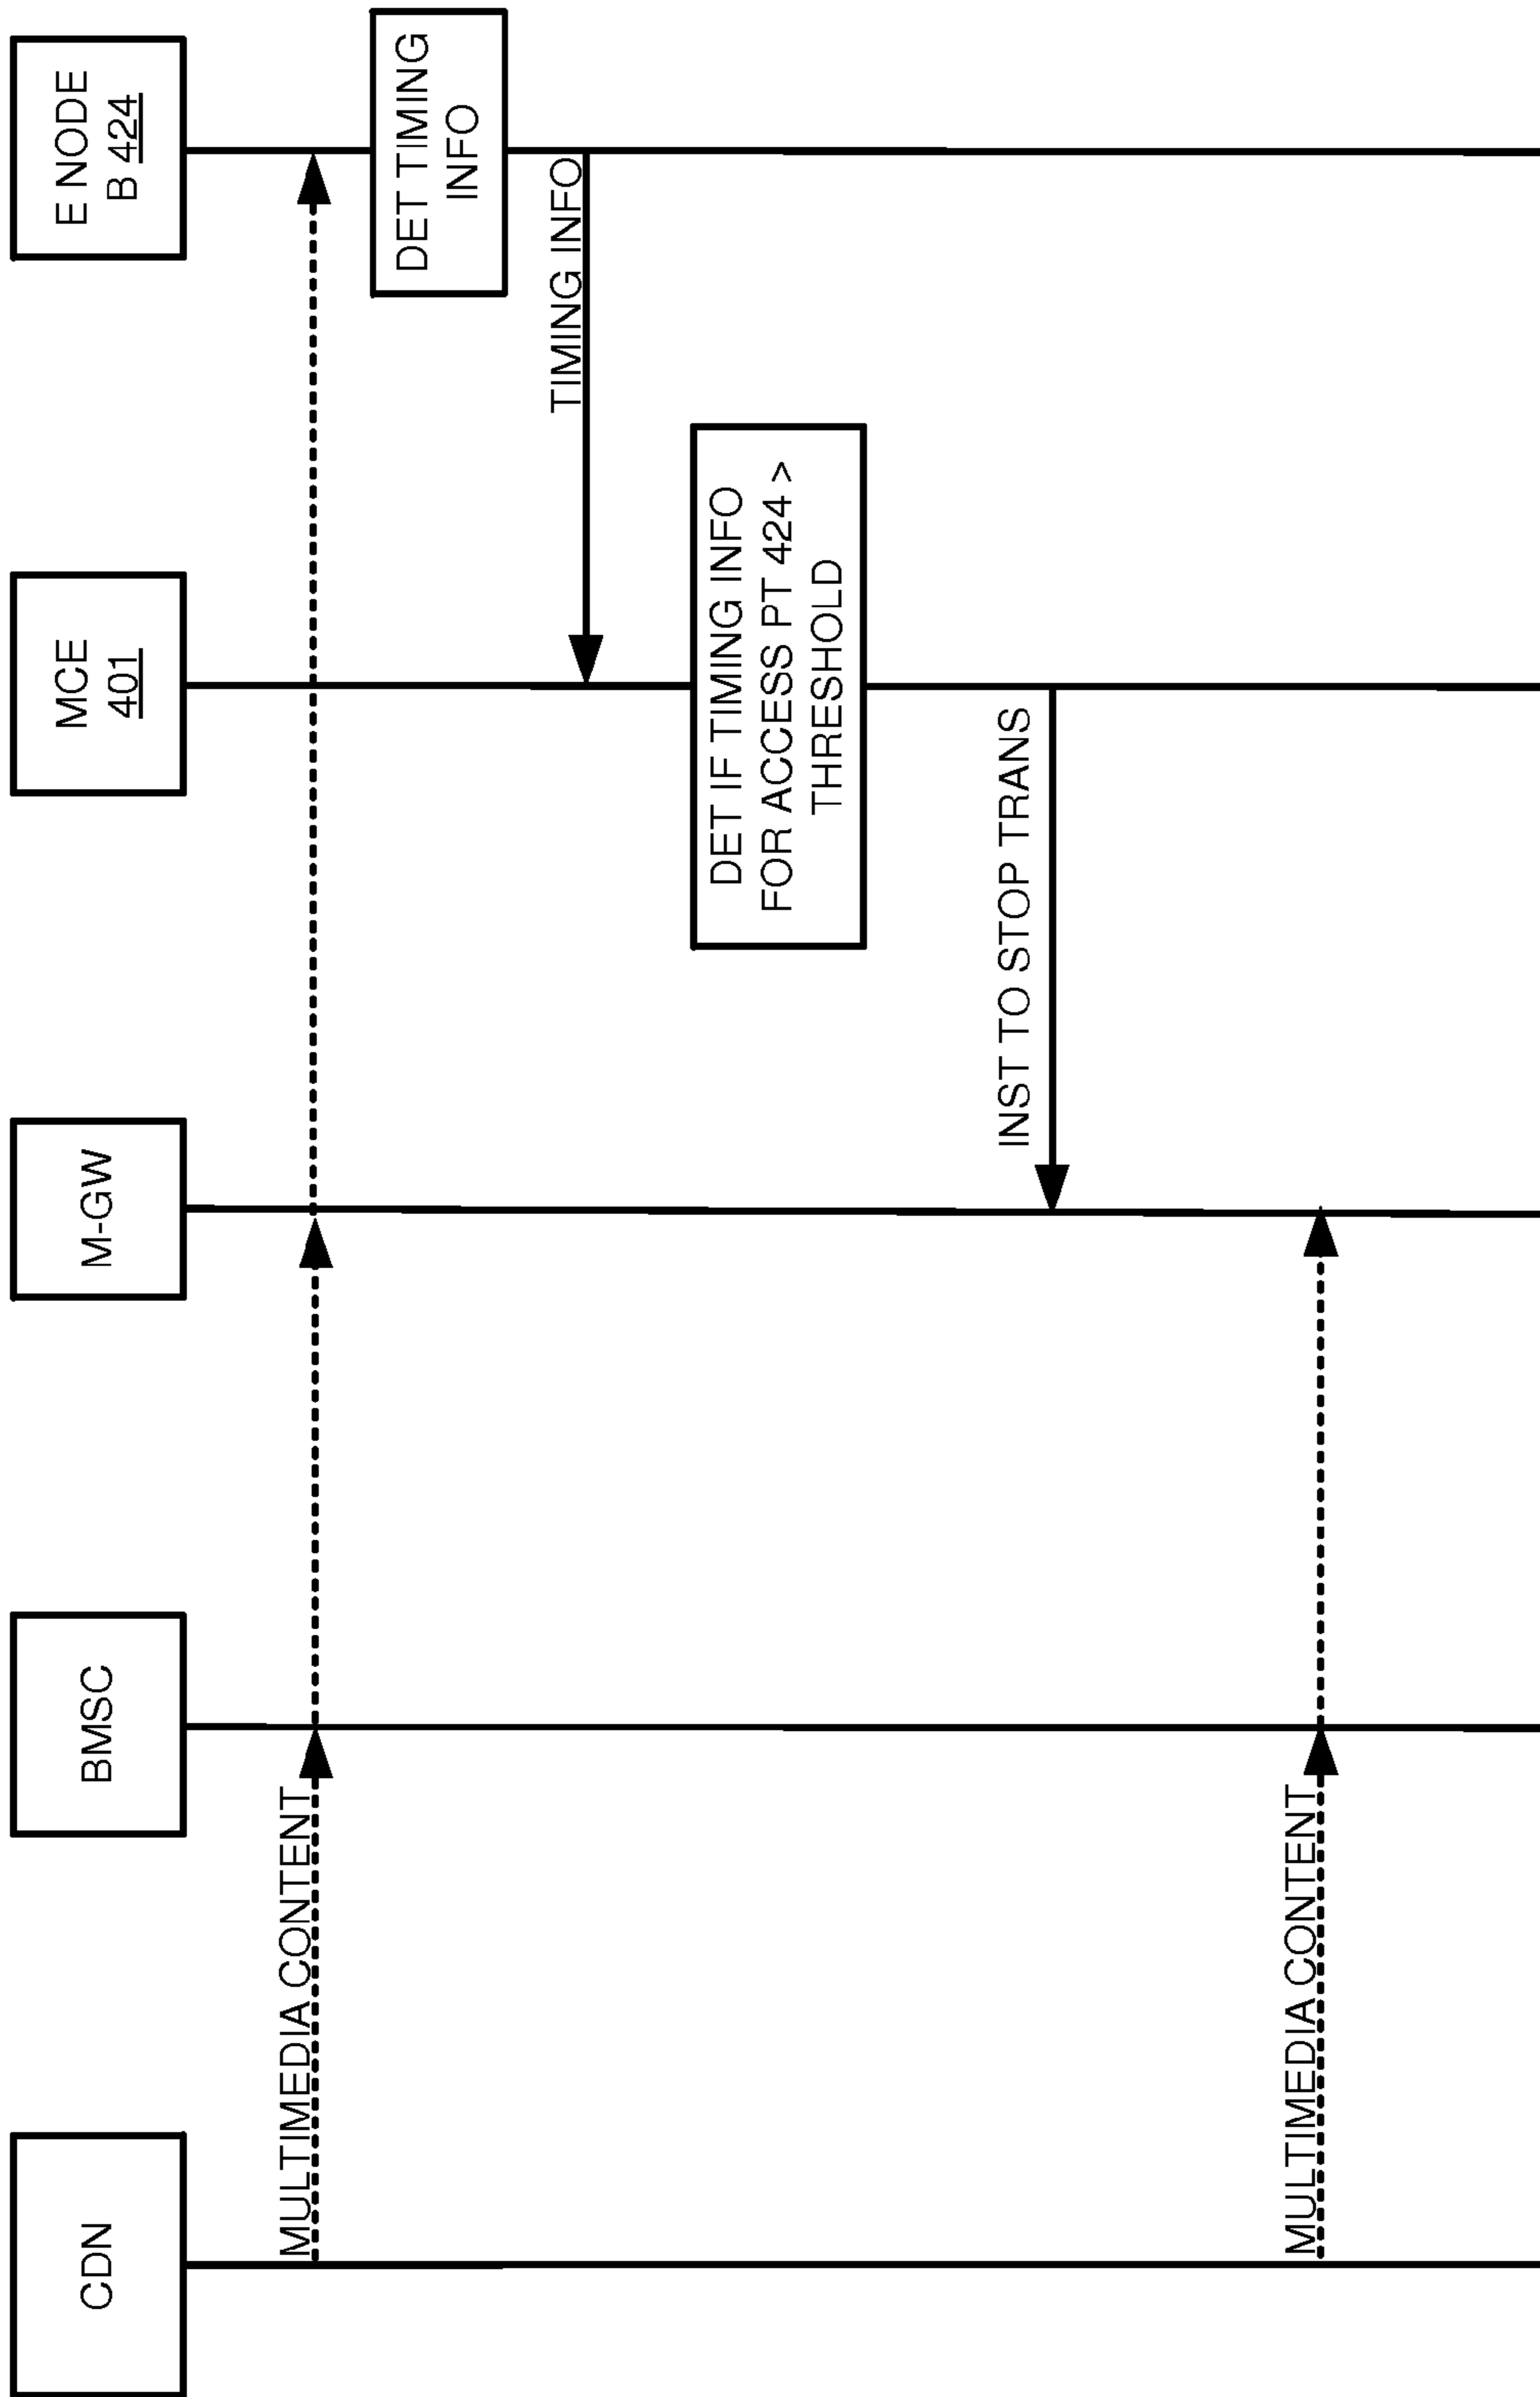 CDN
BMSC
M-GW
MCE
401
E NODE
B 424
MULTIMEDIA CONTENT
DET TIMING
INFO
TIMING INFO
DET IF TIMING INFO
FOR ACCESS PT 424 >
THRESHOLD
INST TO STOP TRANS
MULTIMEDIA CONTENT